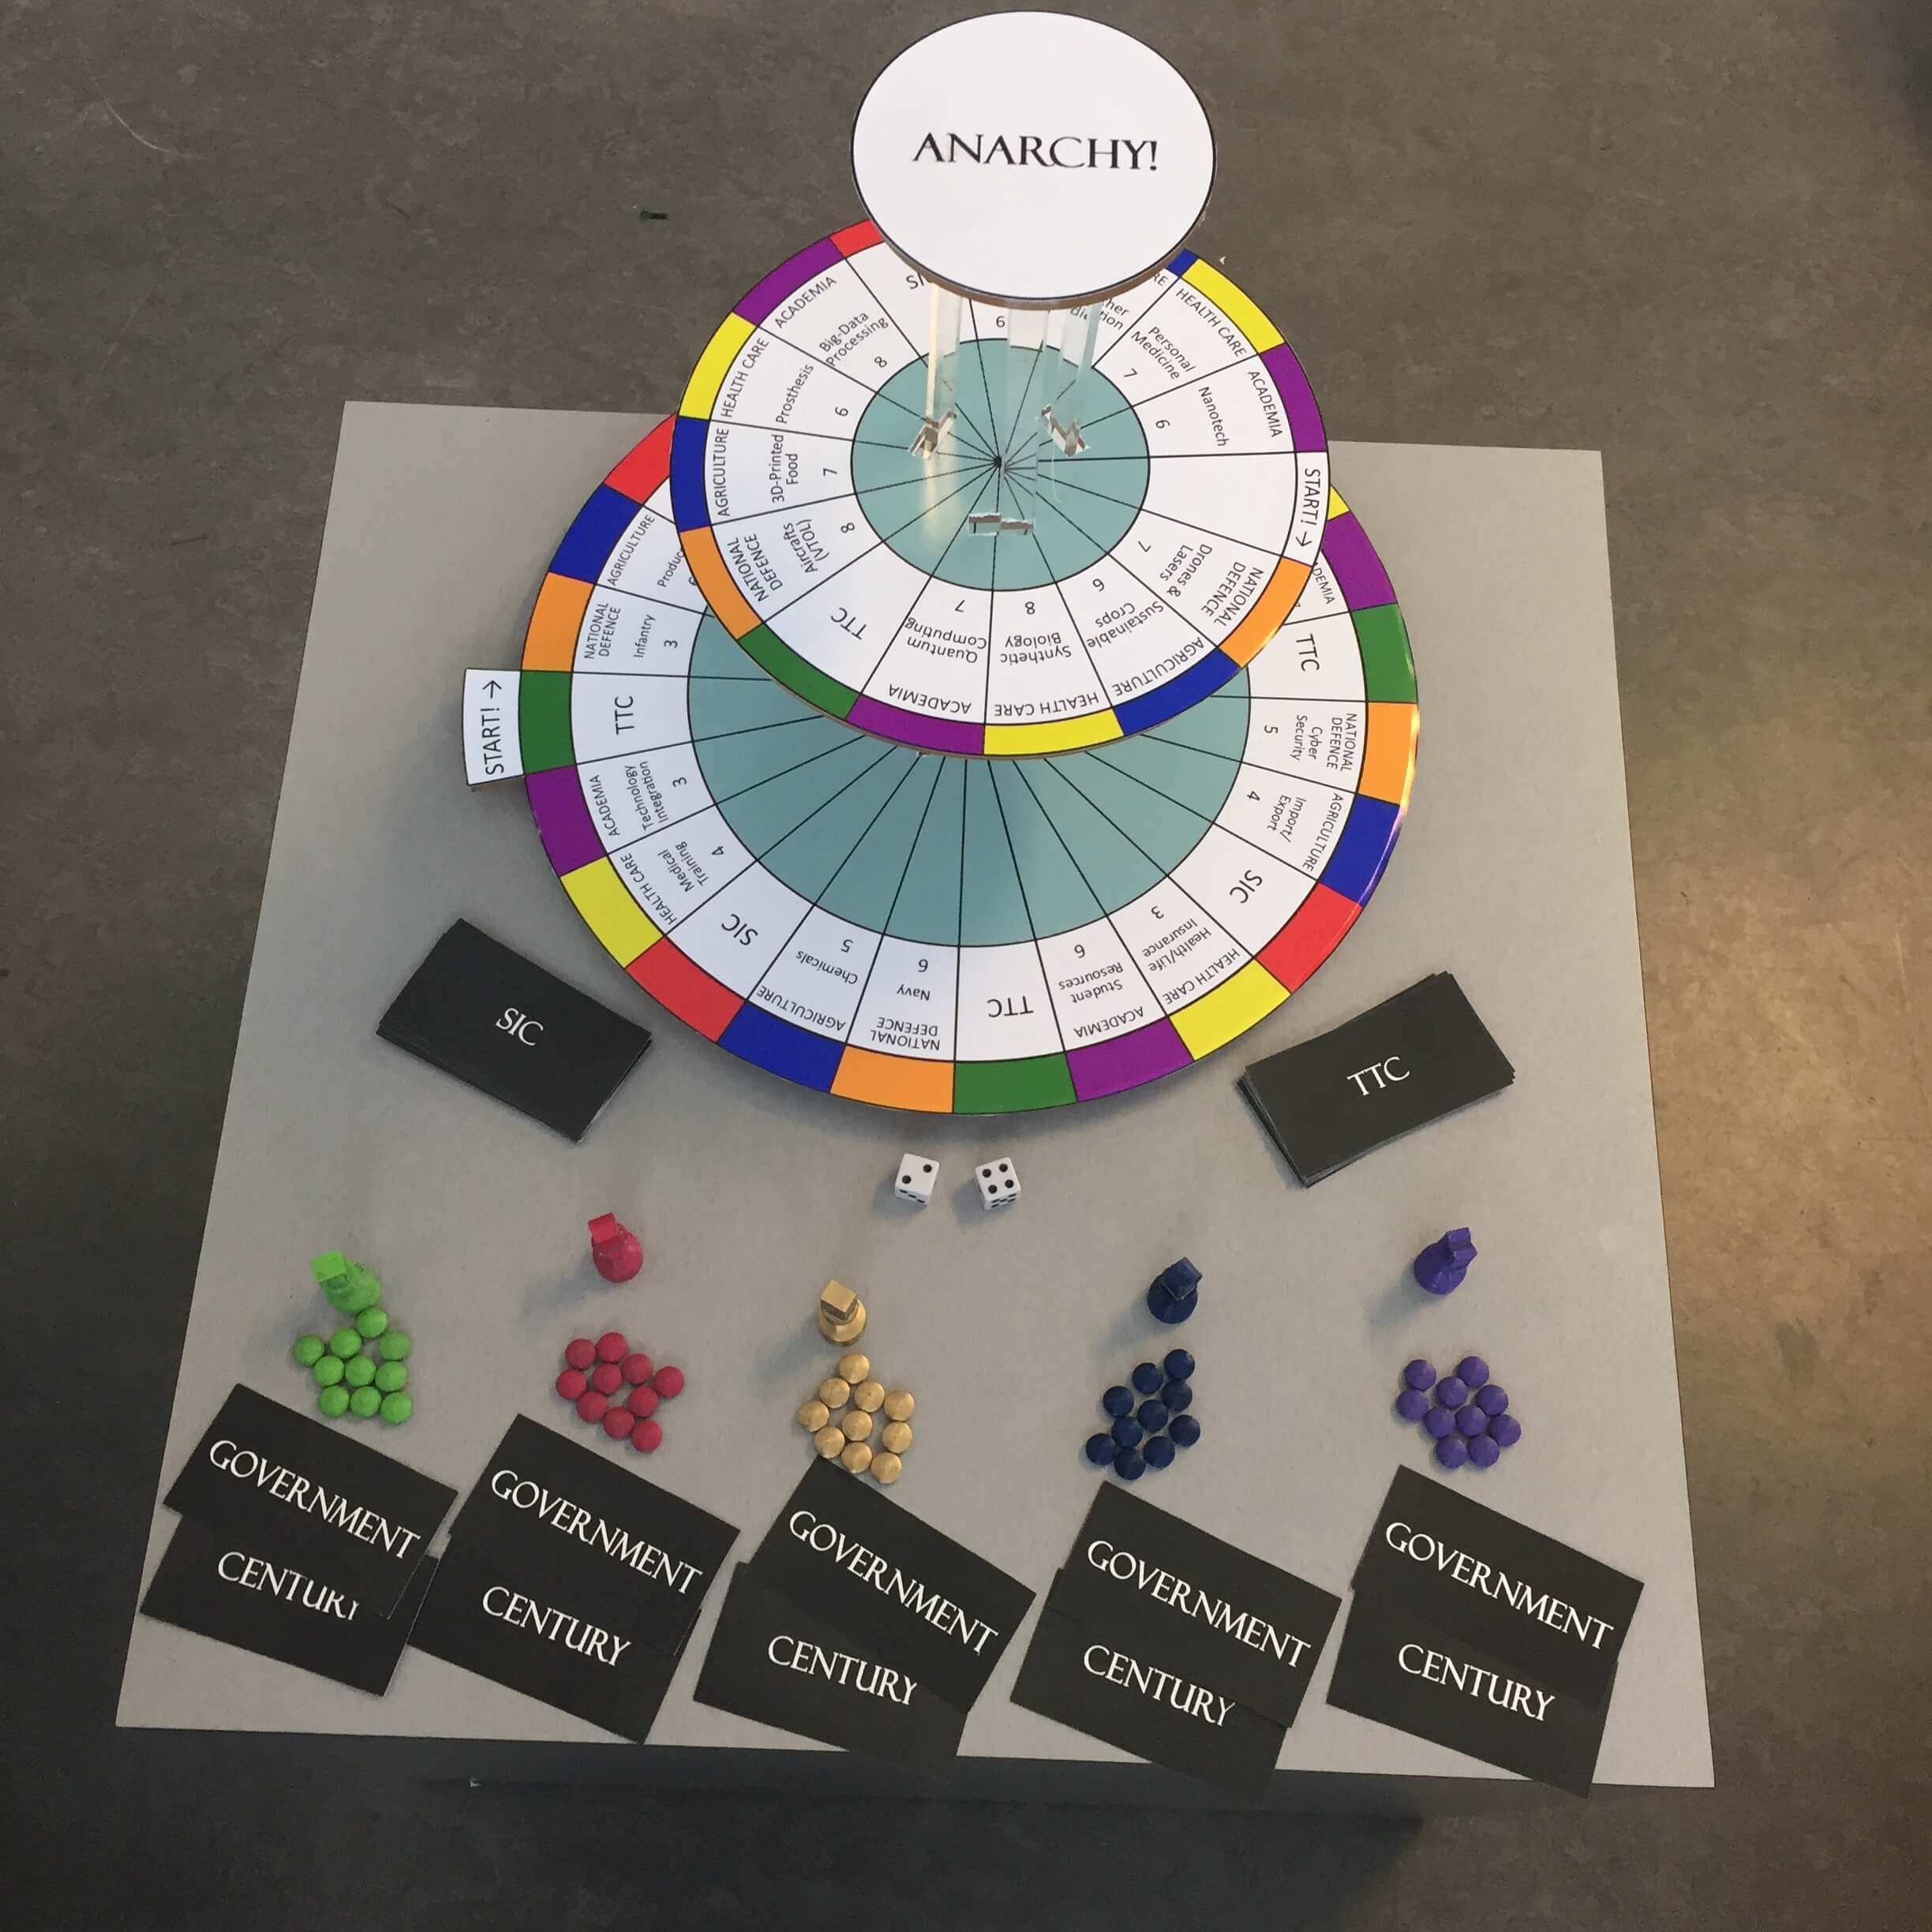 ANARCHY!
HEALTH CARE
Personal
Medicine
7
ACADEMIA
Nanotech
6
START! →
NATIONAL
DEFENCE
Drones &
Lasers
7
AGRICULTURE
Sustainable
Crops
6
HEALTH CARE
Synthetic
Biology
8
ACADEMIA
Quantum
Computing
7
TTC
NATIONAL
DEFENCE
Aircrafts
(VTOL)
8
AGRICULTURE
3D-Printed
Food
7
HEALTH CARE
Prosthesis
6
ACADEMIA
Big-Data
Processing
8
AGRICULTURE
NATIONAL
DEFENCE
Infantry
3
START! →
TTC
ACADEMIA
Technology
Integration
3
HEALTH CARE
Medical
Training
4
SIC
AGRICULTURE
Chemicals
5
NATIONAL
DEFENCE
Navy
6
TTC
ACADEMIA
Student
Resources
6
HEALTH CARE
Health/Life
Insurance
3
SIC
AGRICULTURE
Import/
Export
4
NATIONAL
DEFENCE
Cyber
Security
5
TTC
SIC
TTC
GOVERNMENT
CENTURY
GOVERNMENT
CENTURY
GOVERNMENT
CENTURY
GOVERNMENT
CENTURY
GOVERNMENT
CENTURY